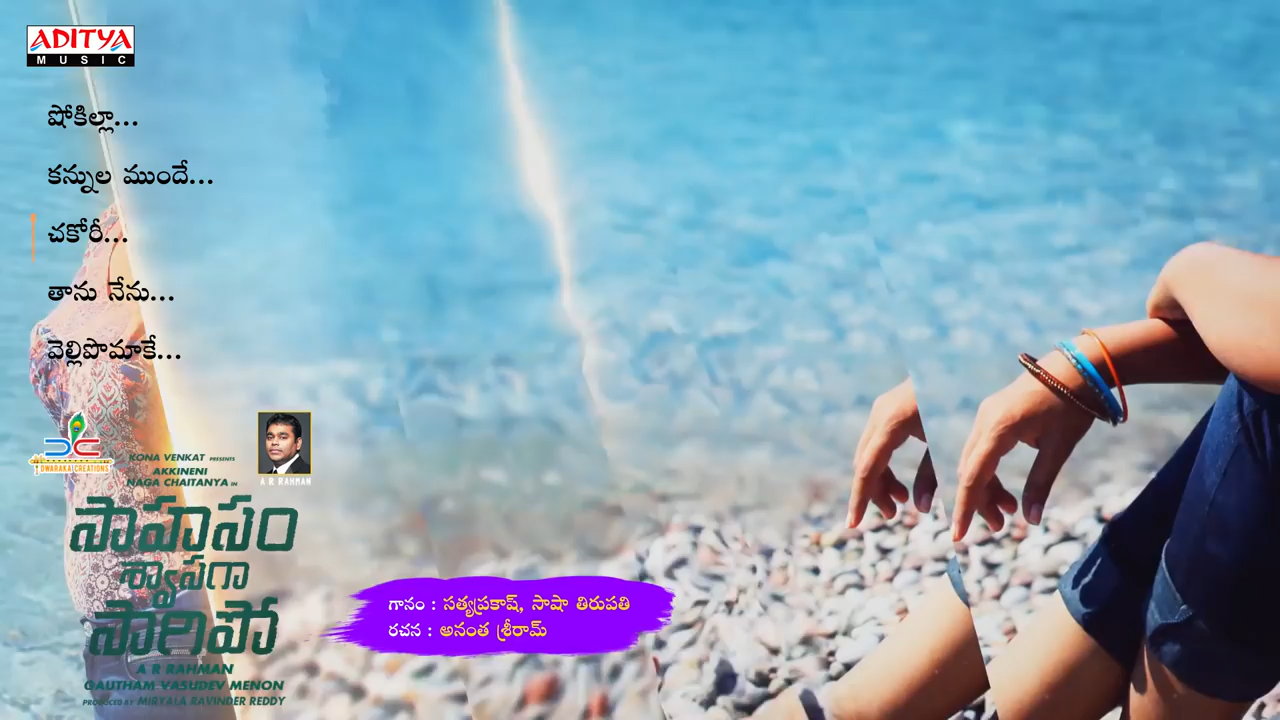 ADITYA
MUSIC
షోకిల్లా...
కన్నుల ముందే...
చకోరీ...
తాను నేను...
వెల్లిపొమాకే...
DWARAKA CREATIONS
KONA VENKAT PRESENTS
AKKINENI
NAGA CHAITANYA IN
A R RAHMAN
సాహసం
శ్వాసగా
సాగిపో
గానం : సత్యప్రకాష్, సాషా తిరుపతి
రచన : అనంత శ్రీరామ్
A R RAHMAN
GAUTHAM VASUDEV MENON
PRODUCED BY MIRYALA RAVINDER REDDY